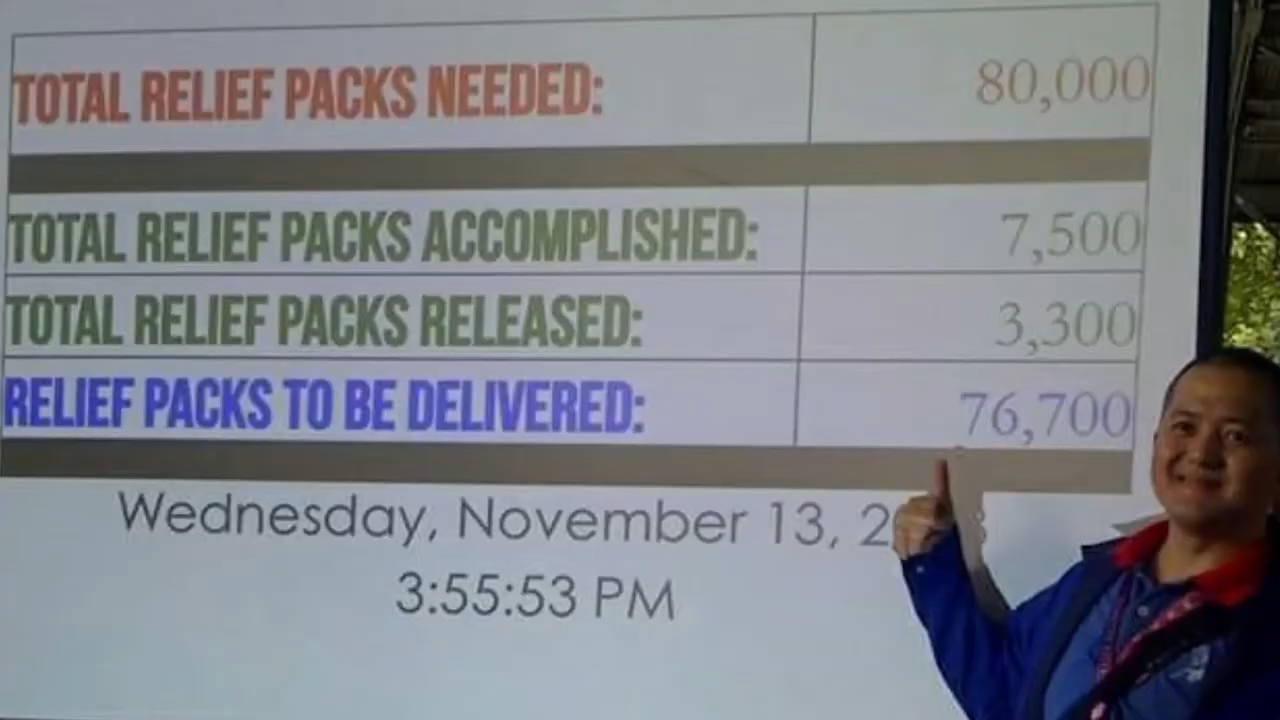 TOTAL RELIEF PACKS NEEDED: 80,000
TOTAL RELIEF PACKS ACCOMPLISHED: 7,500
TOTAL RELIEF PACKS RELEASED: 3,300
RELIEF PACKS TO BE DELIVERED: 76,700
Wednesday, November 13,
3:55:53 PM